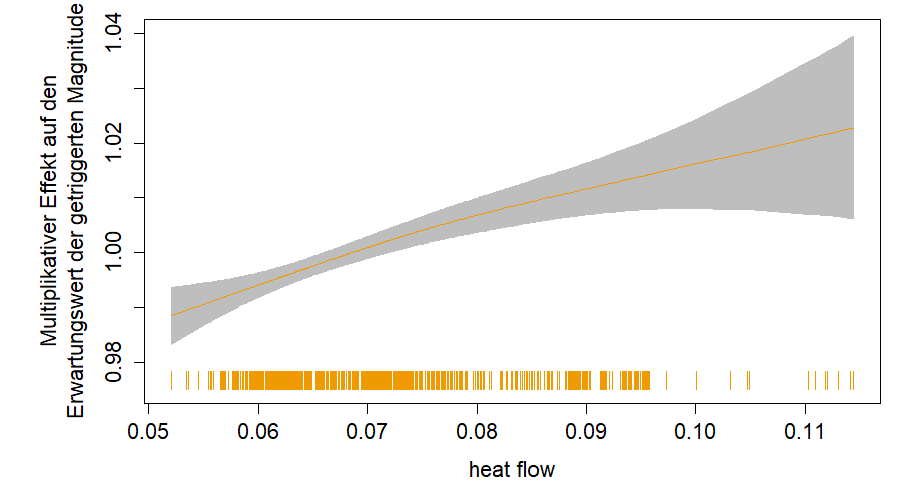 Multiplikativer Effekt auf den
Erwartungswert der getriggerten Magnitude
1.04
1.02
1.00
0.98
0.05 0.06 0.07 0.08 0.09 0.10 0.11
heat flow